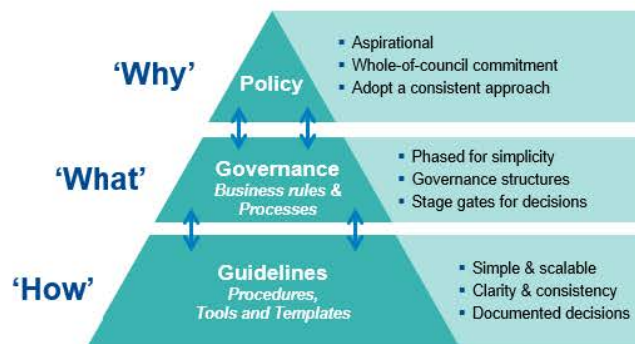 ‘Why’
Policy
▪ Aspirational
▪ Whole-of-council commitment
▪ Adopt a consistent approach
‘What’
Governance
Business rules &
Processes
▪ Phased for simplicity
▪ Governance structures
▪ Stage gates for decisions
‘How’
Guidelines
Procedures,
Tools and Templates
▪ Simple & scalable
▪ Clarity & consistency
▪ Documented decisions